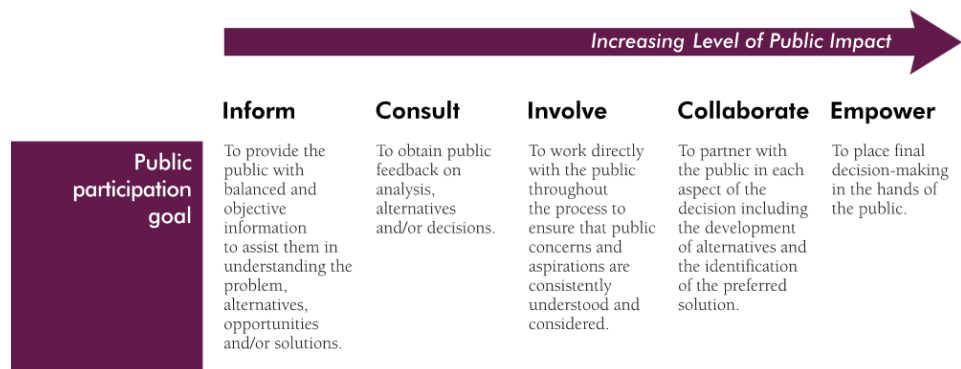 Increasing Level of Public Impact
Inform
Consult
Involve
Collaborate
Empower
Public
participation
goal
To provide the
public with
balanced and
objective
information
to assist them in
understanding the
problem,
alternatives,
opportunities
and/or solutions.
To obtain public
feedback on
analysis,
alternatives
and/or decisions.
To work directly
with the public
throughout
the process to
ensure that public
concerns and
aspirations are
consistently
understood and
considered.
To partner with
the public in each
aspect of the
decision including
the development
of alternatives and
the identification
of the preferred
solution.
To place final
decision-making
in the hands of
the public.